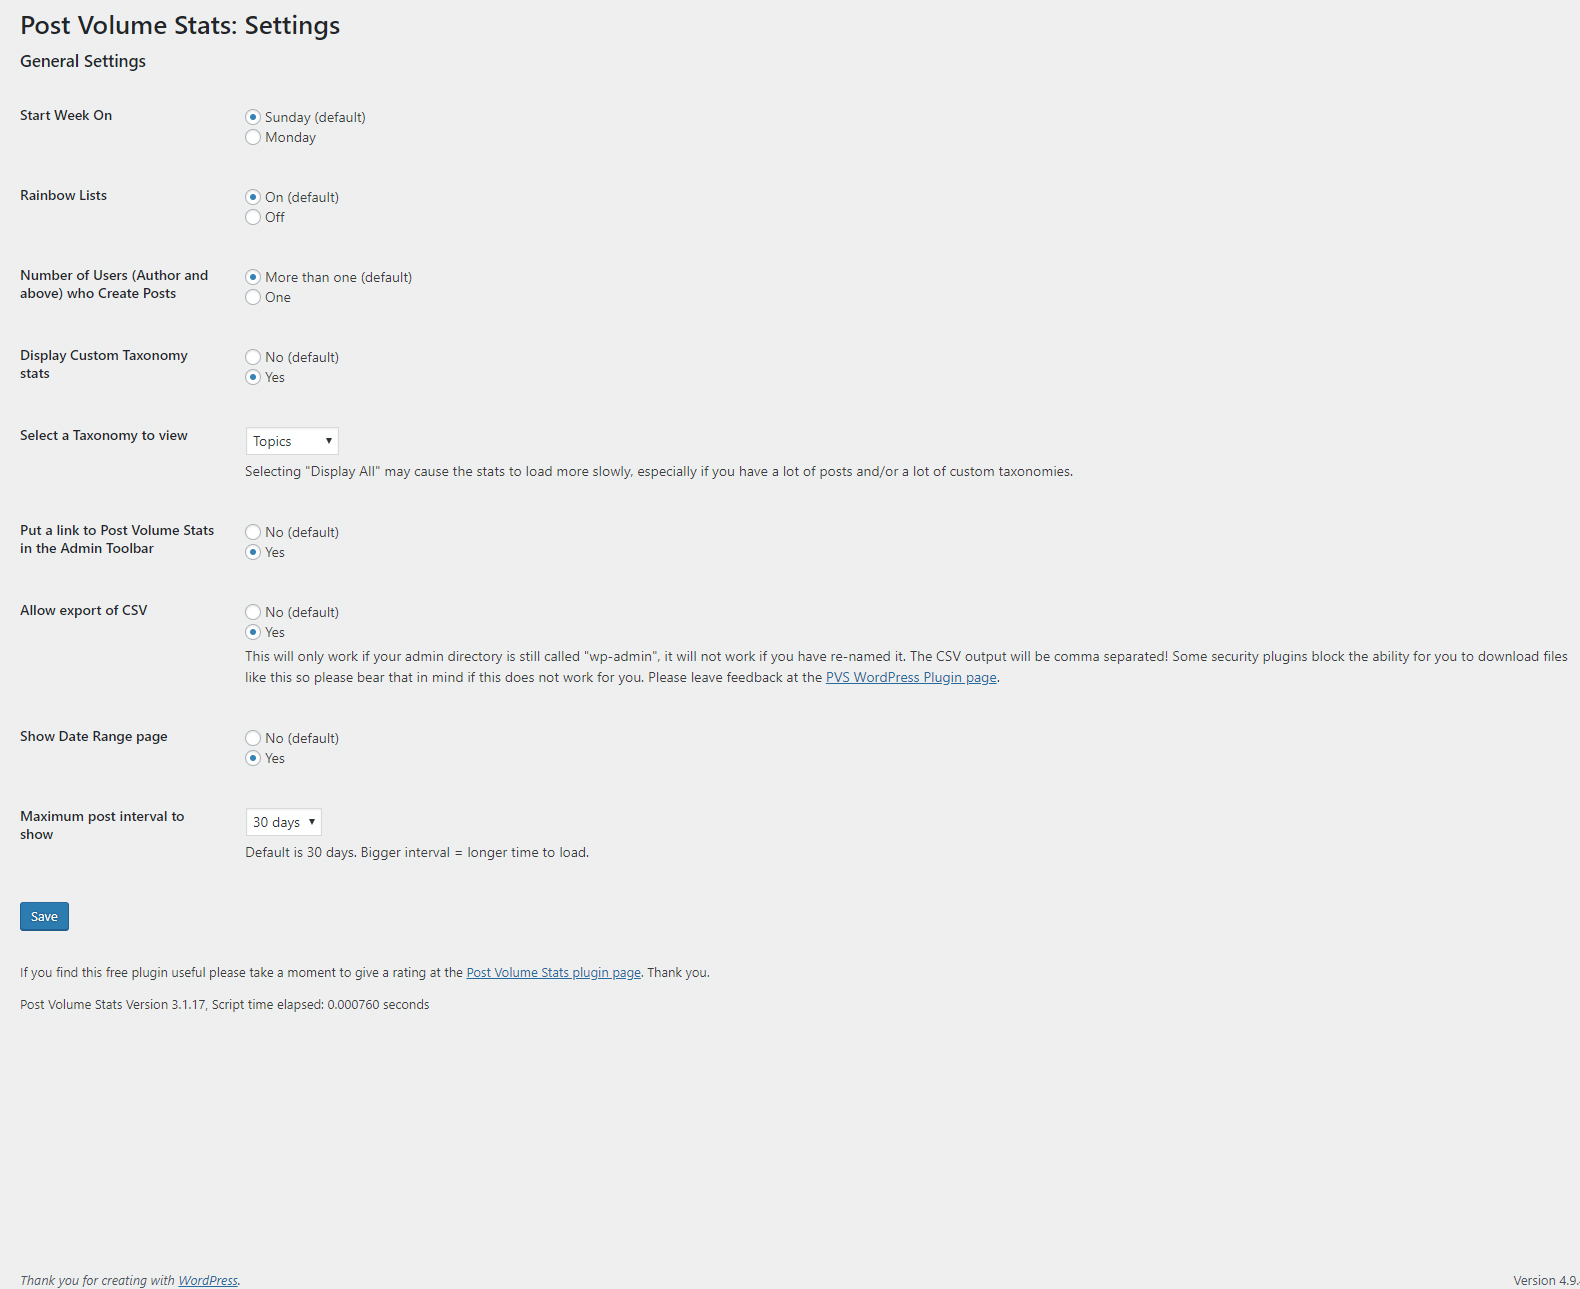 Post Volume Stats: Settings
General Settings
Start Week On
Sunday (default)
Monday
Rainbow Lists
On (default)
Off
Number of Users (Author and
above) who Create Posts
More than one (default)
One
Display Custom Taxonomy
stats
No (default)
Yes
Select a Taxonomy to view
Topics
Selecting "Display All" may cause the stats to load more slowly, especially if you have a lot of posts and/or a lot of custom taxonomies.
Put a link to Post Volume Stats
in the Admin Toolbar
No (default)
Yes
Allow export of CSV
No (default)
Yes
This will only work if your admin directory is still called "wp-admin", it will not work if you have re-named it. The CSV output will be comma separated! Some security plugins block the ability for you to download files
like this so please bear that in mind if this does not work for you. Please leave feedback at the PVS WordPress Plugin page.
Show Date Range page
No (default)
Yes
Maximum post interval to
show
30 days
Default is 30 days. Bigger interval = longer time to load.
Save
If you find this free plugin useful please take a moment to give a rating at the Post Volume Stats plugin page. Thank you.
Post Volume Stats Version 3.1.17, Script time elapsed: 0.000760 seconds
Thank you for creating with WordPress.
Version 4.9.